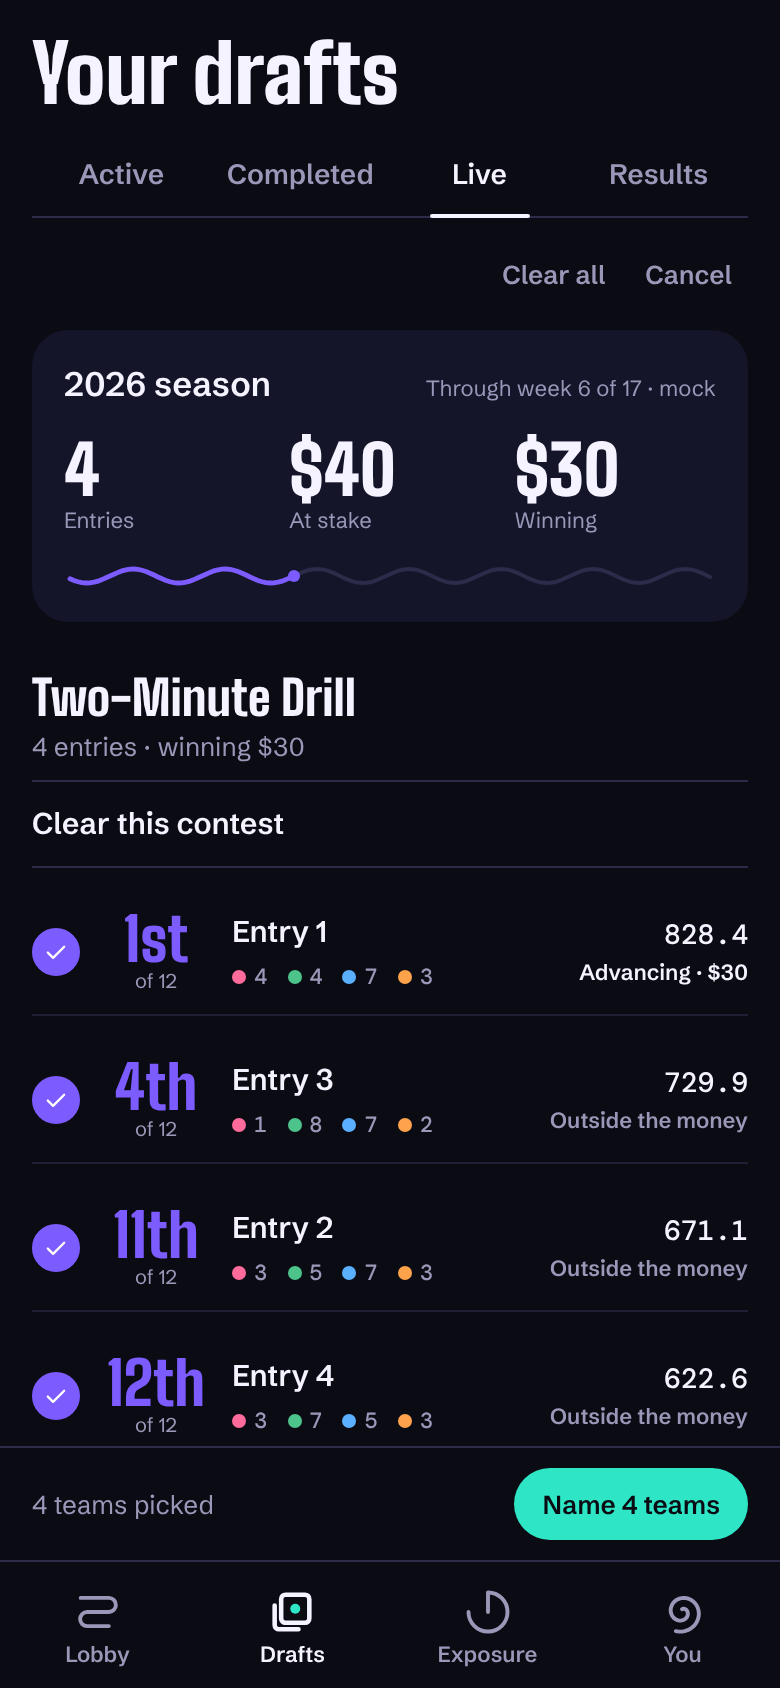 Your drafts
Active Completed Live Results
Clear all Cancel
2026 season Through week 6 of 17 · mock
4 $40 $30
Entries At stake Winning
Two-Minute Drill
4 entries · winning $30
Clear this contest
1st Entry 1 828.4
of 12 4 4 7 3 Advancing · $30
4th Entry 3 729.9
of 12 1 8 7 2 Outside the money
11th Entry 2 671.1
of 12 3 5 7 3 Outside the money
12th Entry 4 622.6
of 12 3 7 5 3 Outside the money
4 teams picked Name 4 teams
Lobby Drafts Exposure You